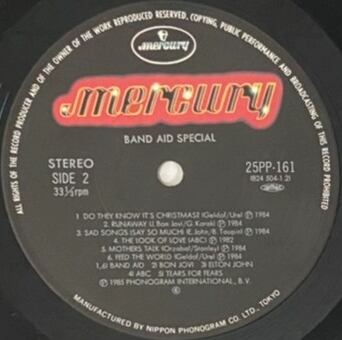 ALL RIGHTS OF THE RECORD PRODUCER AND OF THE OWNER OF THE WORK REPRODUCED RESERVED. COPYING, PUBLIC PERFORMANCE AND BROADCASTING OF THIS RECORD PROHIBITED.
mercury
mercury
BAND AID SPECIAL
STEREO
SIDE 2
33⅓rpm
25PP-161
(824 504-1 2)
1 DO THEY KNOW IT'S CHRISTMAS? (Geldof/Ure) Ⓟ 1984
2. RUNAWAY (J. Bon Jovi/G. Karak) Ⓟ 1984
3. SAD SONGS (SAY SO MUCH) (E. John/B. Taupin) Ⓟ 1984
4. THE LOOK OF LOVE (ABC) Ⓟ 1982
5. MOTHERS TALK (Orzabal/Stanley) Ⓟ 1984
6. FEED THE WORLD (Geldof/Ure) Ⓟ 1984
1,6) BAND AID 2) BON JOVI 3) ELTON JOHN
4) ABC 5) TEARS FOR FEARS
Ⓟ 1985 PHONOGRAM INTERNATIONAL, B.V.
MANUFACTURED BY NIPPON PHONOGRAM CO. LTD., TOKYO